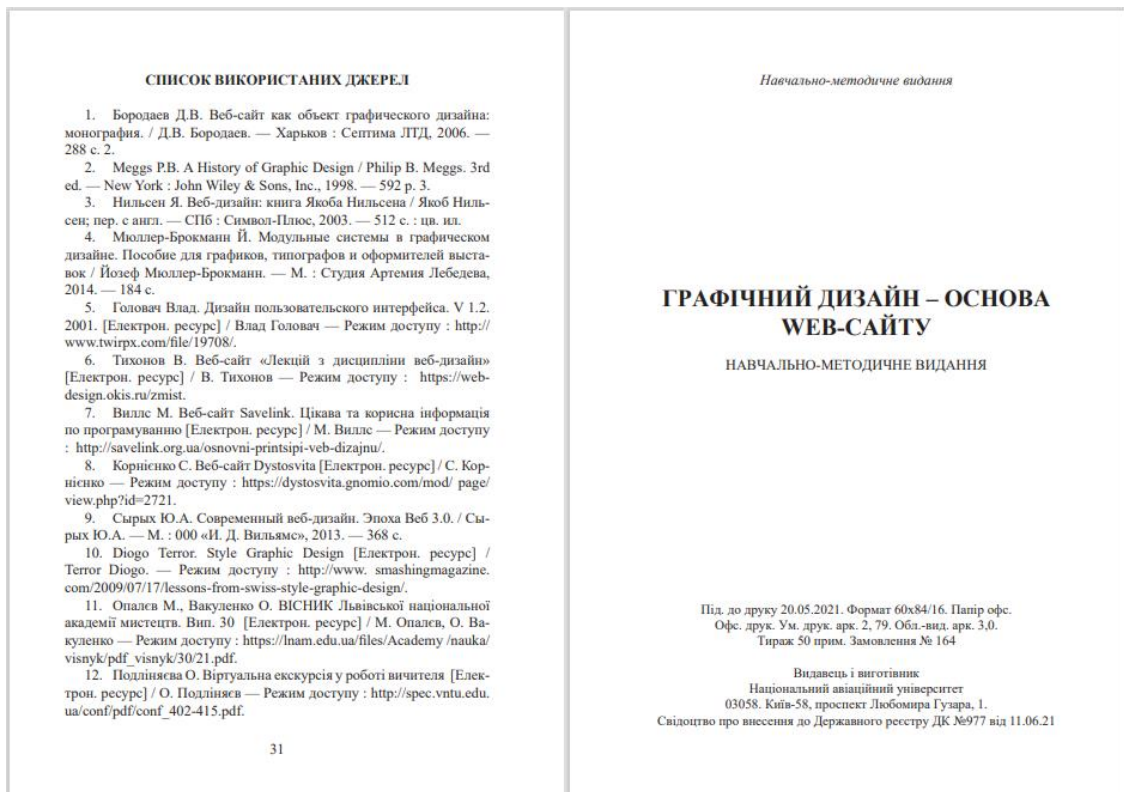 СПИСОК ВИКОРИСТАНИХ ДЖЕРЕЛ
1. Бородаев Д.В. Веб-сайт как объект графического дизайна:
монография. / Д.В. Бородаев. — Харьков : Септима ЛТД, 2006. —
288 с. 2.
2. Meggs P.B. A History of Graphic Design / Philip B. Meggs. 3rd
ed. — New York : John Wiley & Sons, Inc., 1998. — 592 p. 3.
3. Нильсен Я. Веб-дизайн: книга Якоба Нильсена / Якоб Ниль-
сен; пер. с англ. — СПб : Символ-Плюс, 2003. — 512 с. : цв. ил.
4. Мюллер-Брокманн Й. Модульные системы в графическом
дизайне. Пособие для графиков, типографов и оформителей выста-
вок / Йозеф Мюллер-Брокманн. — М. : Студия Артемия Лебедева,
2014. — 184 с.
5. Головач Влад. Дизайн пользовательского интерфейса. V 1.2.
2001. [Електрон. ресурс] / Влад Головач — Режим доступу : http://
www.twirpx.com/file/19708/.
6. Тихонов В. Веб-сайт «Лекцій з дисципліни веб-дизайн»
[Електрон. ресурс] / В. Тихонов — Режим доступу : https://web-
design.okis.ru/zmist.
7. Виллс М. Веб-сайт Savelink. Цікава та корисна інформація
по програмуванню [Електрон. ресурс] / М. Виллс — Режим доступу
: http://savelink.org.ua/osnovni-printsipi-veb-dizajnu/.
8. Корнієнко С. Веб-сайт Dystosvita [Електрон. ресурс] / С. Кор-
нієнко — Режим доступу : https://dystosvita.gnomio.com/mod/ page/
view.php?id=2721.
9. Сырых Ю.А. Современный веб-дизайн. Эпоха Веб 3.0. / Сы-
рых Ю.А. — М. : 000 «И. Д. Вильямс», 2013. — 368 с.
10. Diogo Terror. Style Graphic Design [Електрон. ресурс] /
Terror Diogo. — Режим доступу : http://www. smashingmagazine.
com/2009/07/17/lessons-from-swiss-style-graphic-design/.
11. Опалєв М., Вакуленко О. ВІСНИК Львівської національної
академії мистецтв. Вип. 30 [Електрон. ресурс] / М. Опалєв, О. Ва-
куленко — Режим доступу : https://lnam.edu.ua/files/Academy /nauka/
visnyk/pdf_visnyk/30/21.pdf.
12. Подліняєва О. Віртуальна екскурсія у роботі вичителя [Елек-
трон. ресурс] / О. Подліняєв — Режим доступу : http://spec.vntu.edu.
ua/conf/pdf/conf_402-415.pdf.
31
Навчально-методичне видання
ГРАФІЧНИЙ ДИЗАЙН – ОСНОВА
WEB-САЙТУ
НАВЧАЛЬНО-МЕТОДИЧНЕ ВИДАННЯ
Під. до друку 20.05.2021. Формат 60х84/16. Папір офс.
Офс. друк. Ум. друк. арк. 2, 79. Обл.-вид. арк. 3,0.
Тираж 50 прим. Замовлення № 164
Видавець і виготівник
Національний авіаційний університет
03058. Київ-58, проспект Любомира Гузара, 1.
Свідоцтво про внесення до Державного реєстру ДК №977 від 11.06.21